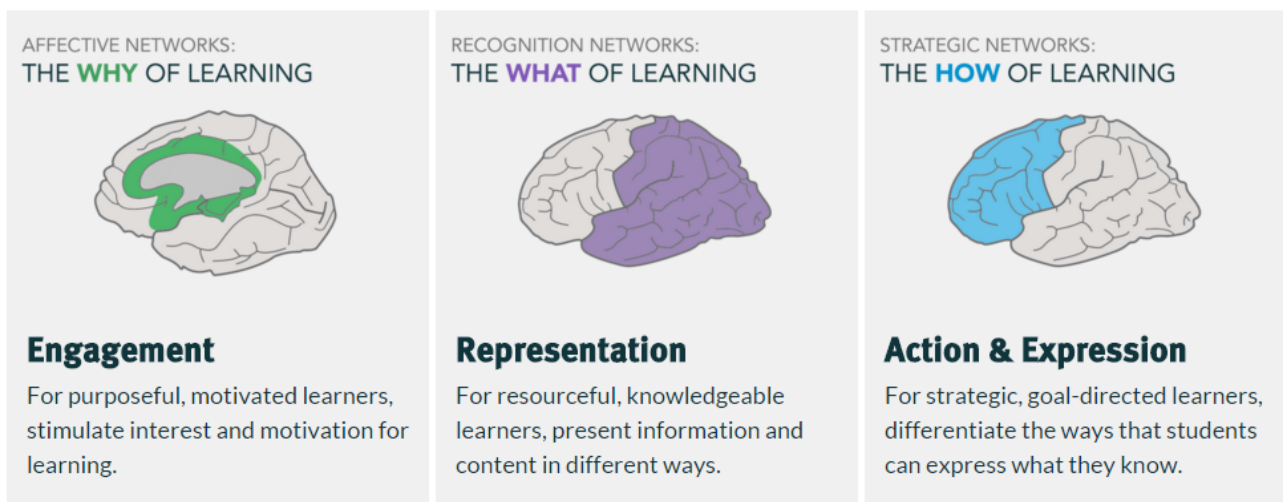 AFFECTIVE NETWORKS:
THE WHY OF LEARNING
Engagement
For purposeful, motivated learners,
stimulate interest and motivation for
learning.
RECOGNITION NETWORKS:
THE WHAT OF LEARNING
Representation
For resourceful, knowledgeable
learners, present information and
content in different ways.
STRATEGIC NETWORKS:
THE HOW OF LEARNING
Action & Expression
For strategic, goal-directed learners,
differentiate the ways that students
can express what they know.